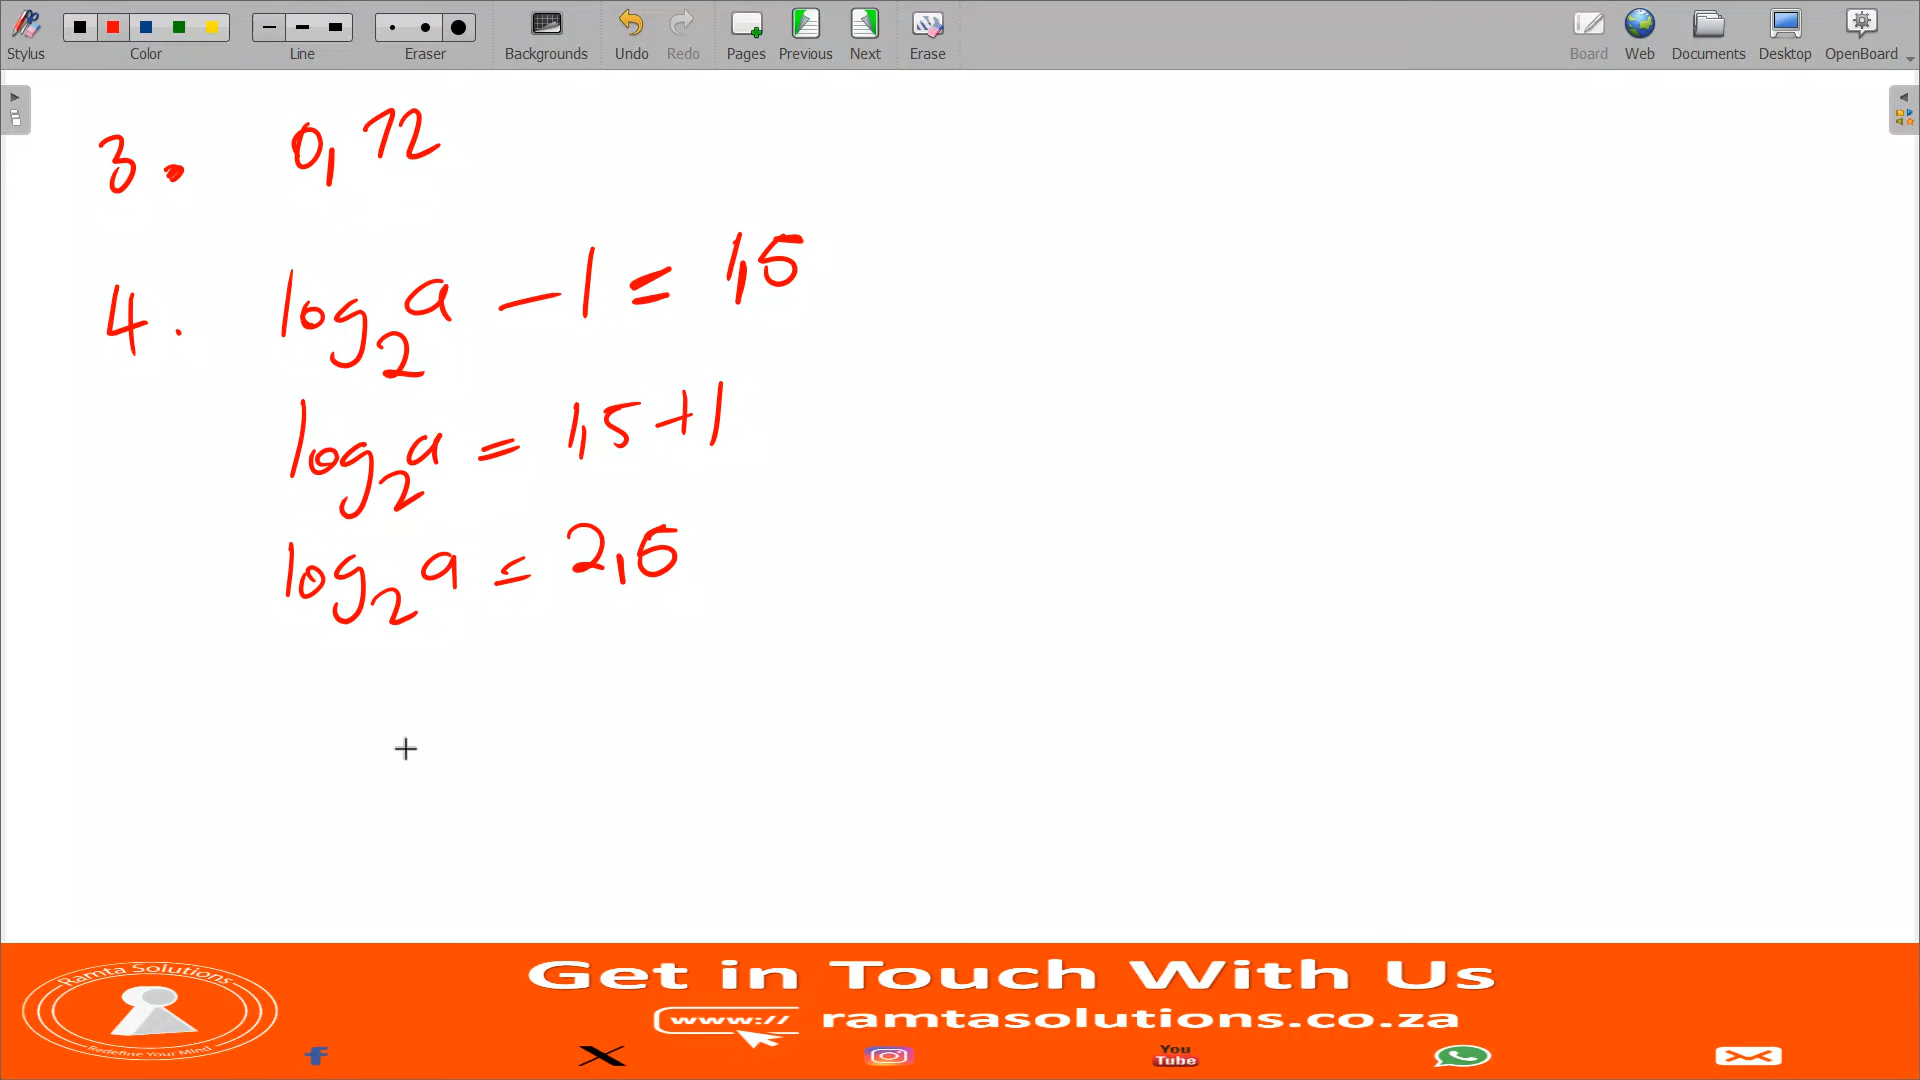 Stylus Color Line Eraser Backgrounds Undo Redo Pages Previous Next Erase Board Web Documents Desktop OpenBoard
3. 0,72
4. log₂a − 1 = 1,5
log₂a = 1,5 + 1
log₂a = 2,5
Get in Touch With Us
www:// ramtasolutions.co.za
Ramta Solutions
Redefine Your Mind
f X You Tube